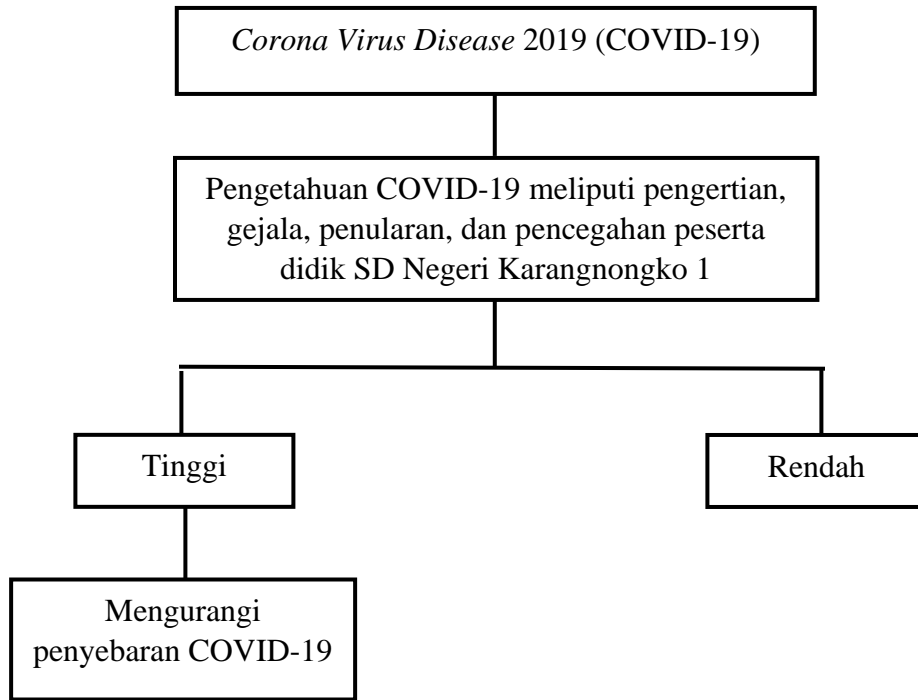 Corona Virus Disease 2019 (COVID-19)
Pengetahuan COVID-19 meliputi pengertian,
gejala, penularan, dan pencegahan peserta
didik SD Negeri Karangnongko 1
Tinggi
Rendah
Mengurangi
penyebaran COVID-19